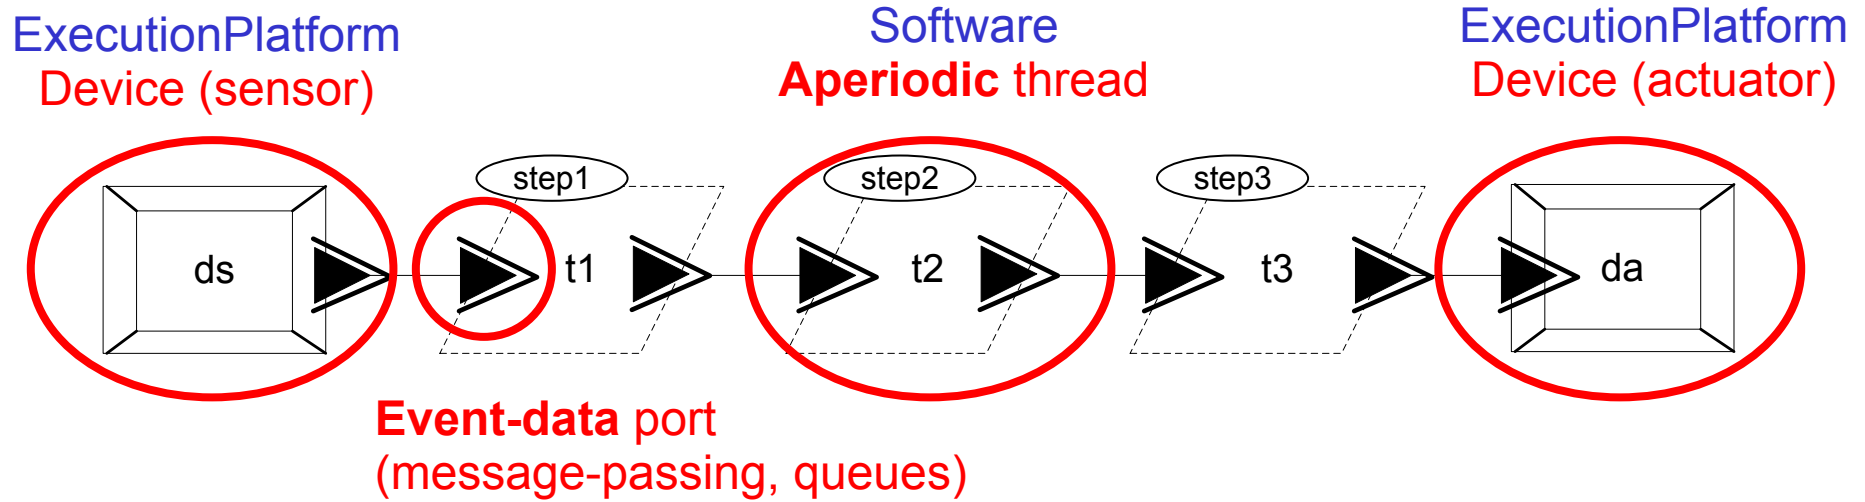 ExecutionPlatform
Device (sensor)
Software
Aperiodic thread
ExecutionPlatform
Device (actuator)
step1
step2
step3
ds
t1
t2
t3
da
Event-data port
(message-passing, queues)